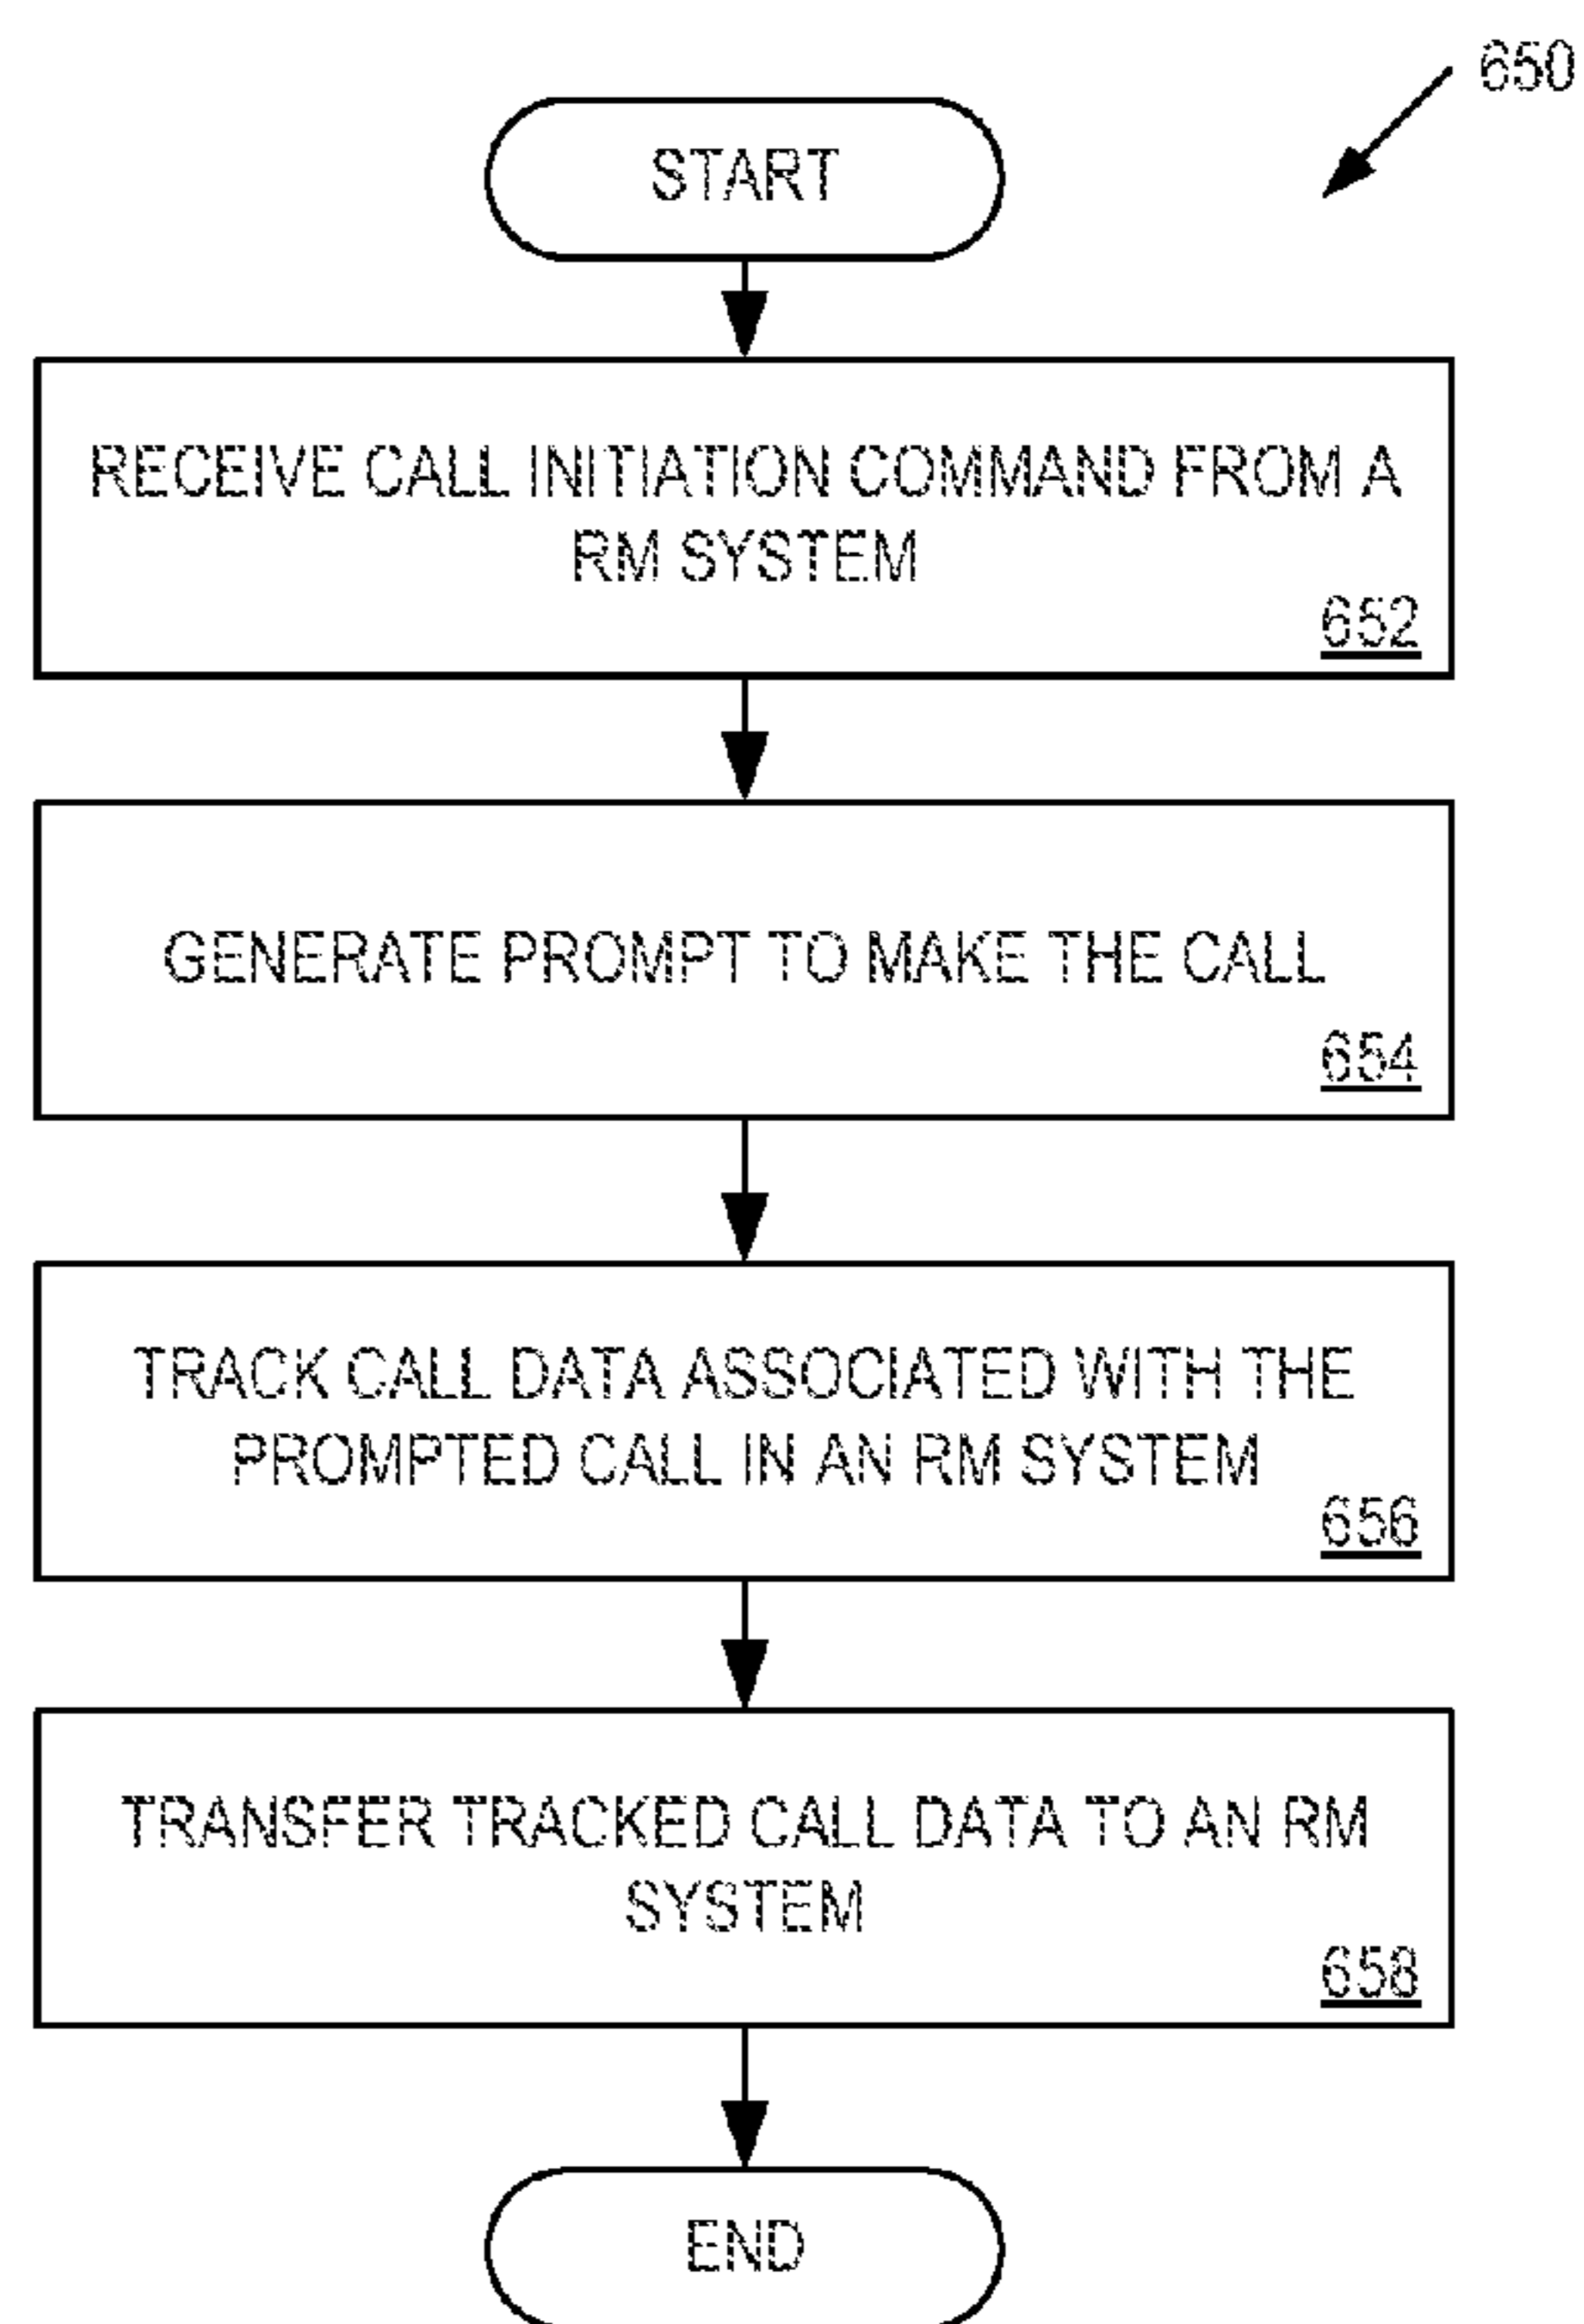 650
START
RECEIVE CALL INITIATION COMMAND FROM A
RM SYSTEM
652
GENERATE PROMPT TO MAKE THE CALL
654
TRACK CALL DATA ASSOCIATED WITH THE
PROMPTED CALL IN AN RM SYSTEM
656
TRANSFER TRACKED CALL DATA TO AN RM
SYSTEM
658
END